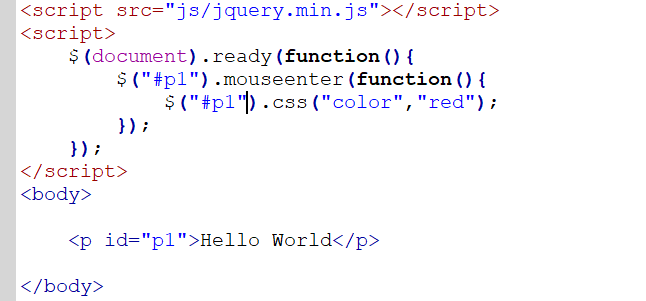 <script src="js/jquery.min.js"></script>
<script>
$(document).ready(function(){
$("#p1").mouseenter(function(){
$("#p1").css("color","red");
});
});
</script>
<body>
<p id="p1">Hello World</p>
</body>